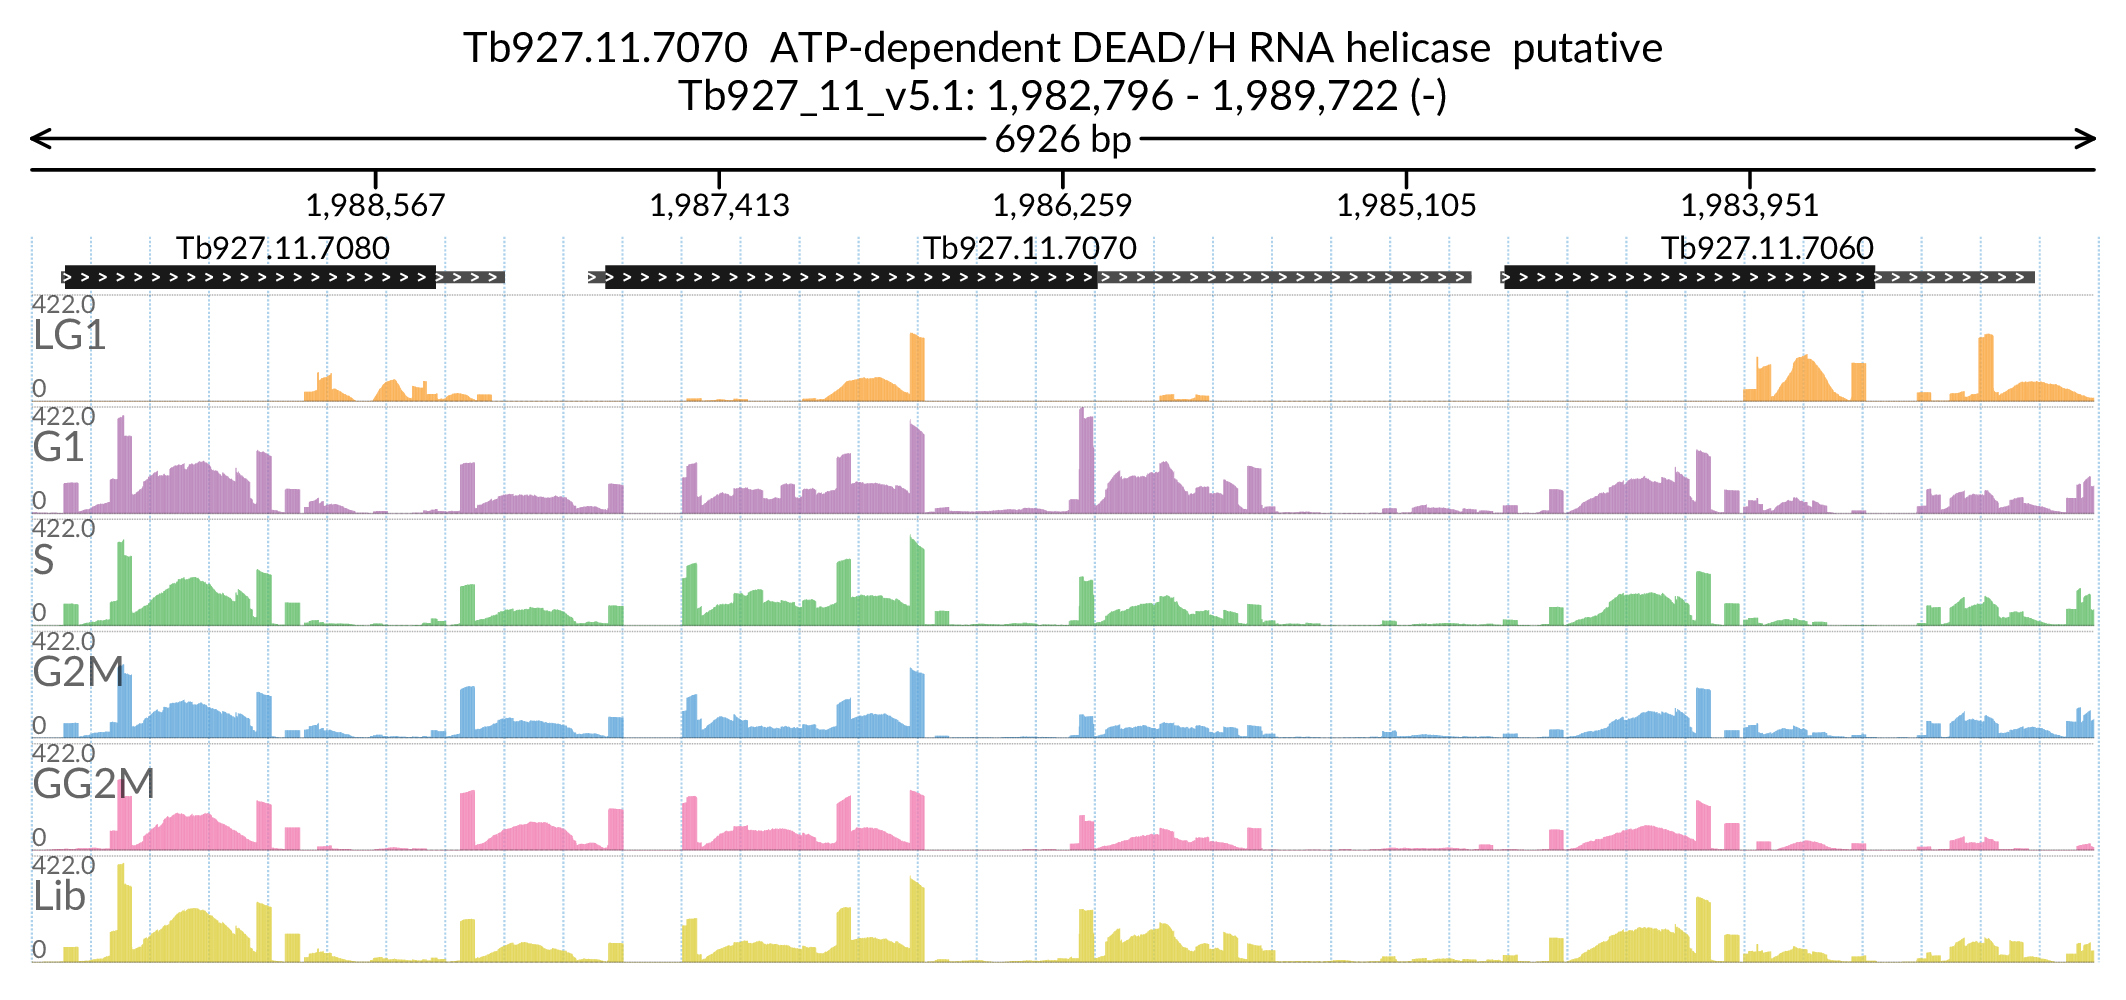 Tb927.11.7070  ATP-dependent DEAD/H RNA helicase  putative
Tb927_11_v5.1: 1,982,796 - 1,989,722 (-)
6926 bp
1,988,567 1,987,413 1,986,259 1,985,105 1,983,951
Tb927.11.7080 Tb927.11.7070 Tb927.11.7060
422.0
LG1
0
422.0
G1
0
422.0
S
0
422.0
G2M
0
422.0
GG2M
0
422.0
Lib
0